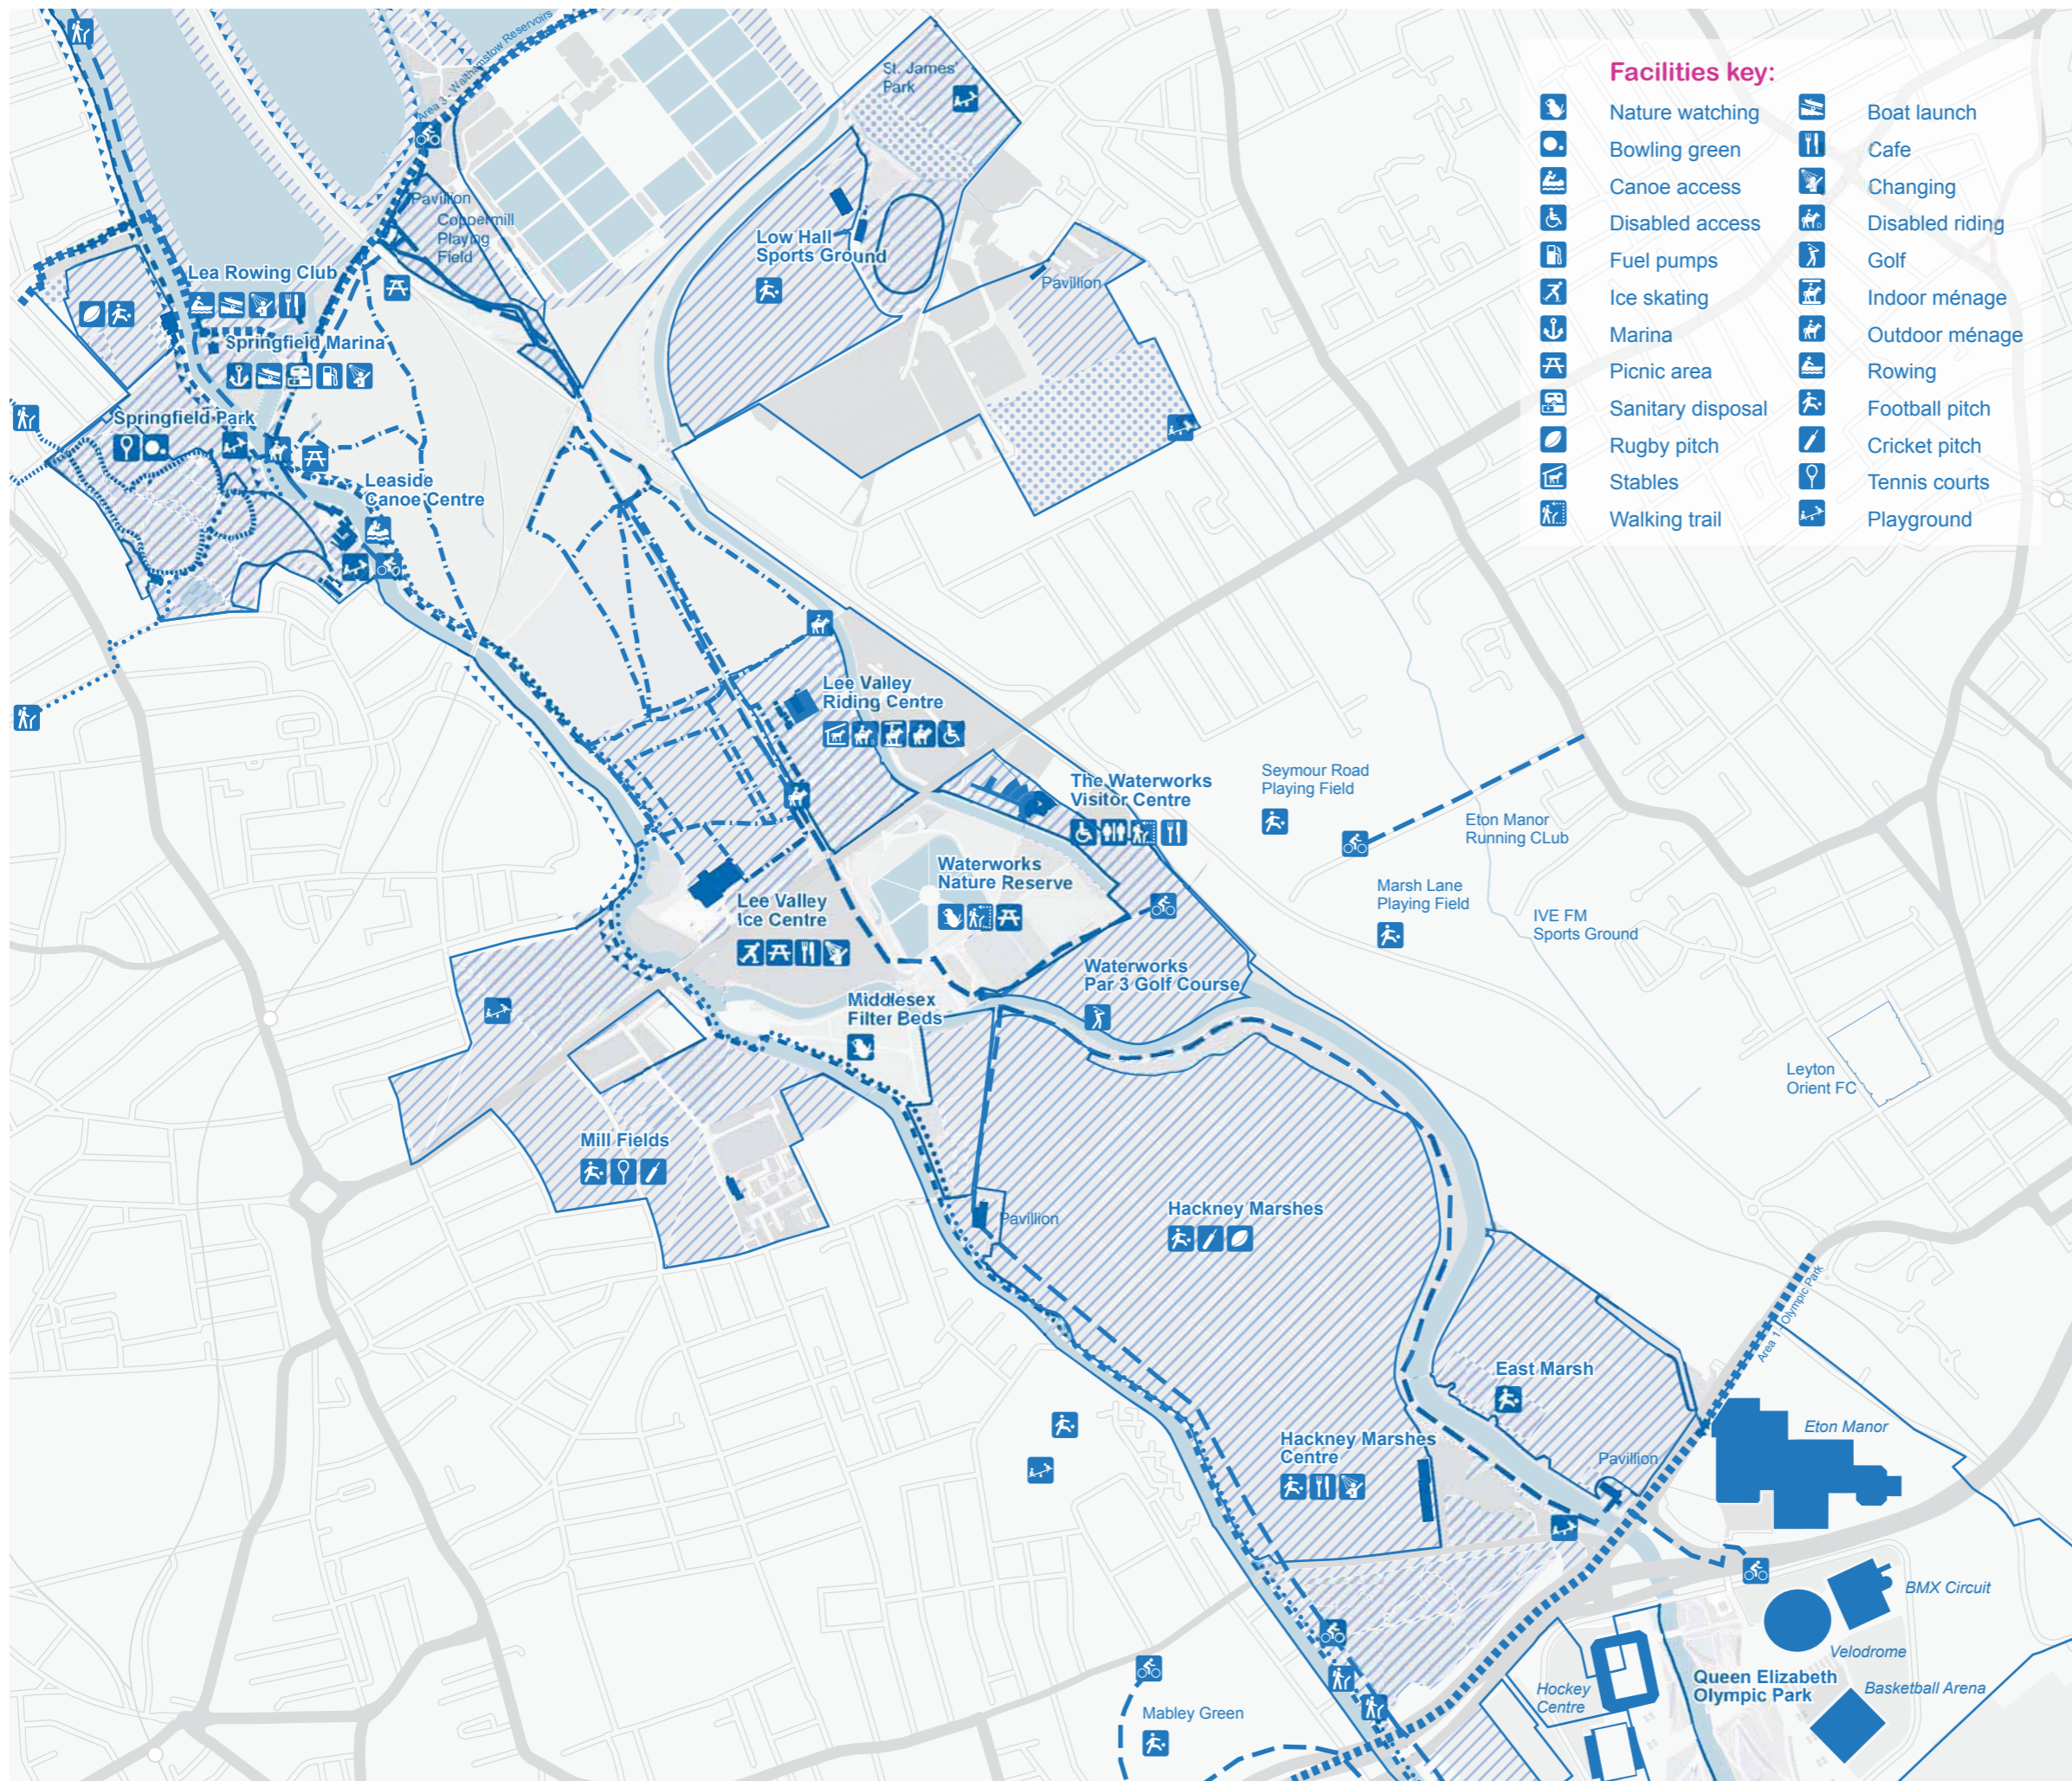 Area 3 - Walthamstow Reservoirs
St. James'
Park
Facilities key:
Nature watching
Boat launch
Bowling green
Cafe
Canoe access
Changing
Disabled access
Disabled riding
Fuel pumps
Golf
Ice skating
Indoor ménage
Marina
Outdoor ménage
Picnic area
Rowing
Sanitary disposal
Football pitch
Rugby pitch
Cricket pitch
Stables
Tennis courts
Walking trail
Playground
Pavillion
Coppermill
Playing
Field
Low Hall
Sports Ground
Pavillion
Lea Rowing Club
Springfield Marina
Springfield Park
Leaside
Canoe Centre
Lee Valley
Riding Centre
The Waterworks
Visitor Centre
Seymour Road
Playing Field
Eton Manor
Running CLub
Waterworks
Nature Reserve
Marsh Lane
Playing Field
Lee Valley
Ice Centre
IVE FM
Sports Ground
Waterworks
Par 3 Golf Course
Middlesex
Filter Beds
Leyton
Orient FC
Mill Fields
Hackney Marshes
Pavillion
Area 1 - Olympic Park
East Marsh
Eton Manor
Hackney Marshes
Centre
Pavillion
BMX Circuit
Velodrome
Queen Elizabeth
Olympic Park
Basketball Arena
Hockey
Centre
Mabley Green